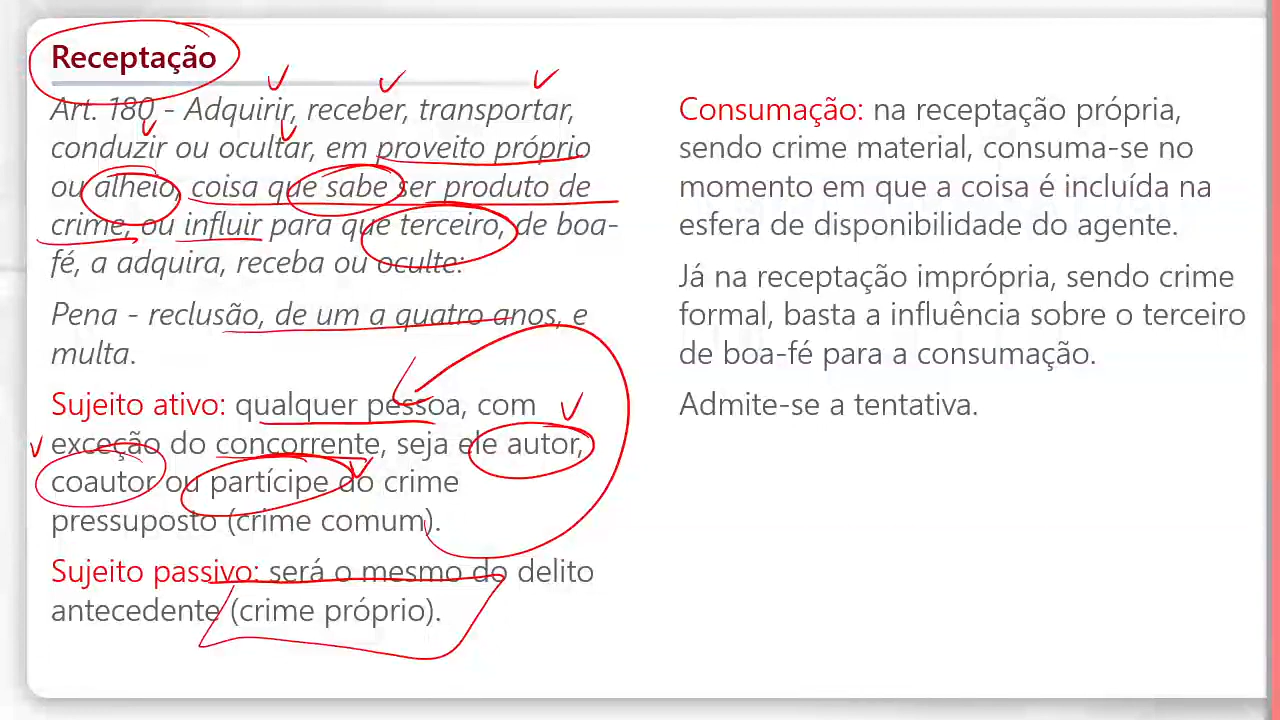 Receptação
Art. 180 - Adquirir, receber, transportar,
conduzir ou ocultar, em proveito próprio
ou alheio, coisa que sabe ser produto de
crime, ou influir para que terceiro, de boa-
fé, a adquira, receba ou oculte:
Pena - reclusão, de um a quatro anos, e
multa.
Sujeito ativo: qualquer pessoa, com
exceção do concorrente, seja ele autor,
coautor ou partícipe do crime
pressuposto (crime comum).
Sujeito passivo: será o mesmo do delito
antecedente (crime próprio).
Consumação: na receptação própria,
sendo crime material, consuma-se no
momento em que a coisa é incluída na
esfera de disponibilidade do agente.
Já na receptação imprópria, sendo crime
formal, basta a influência sobre o terceiro
de boa-fé para a consumação.
Admite-se a tentativa.